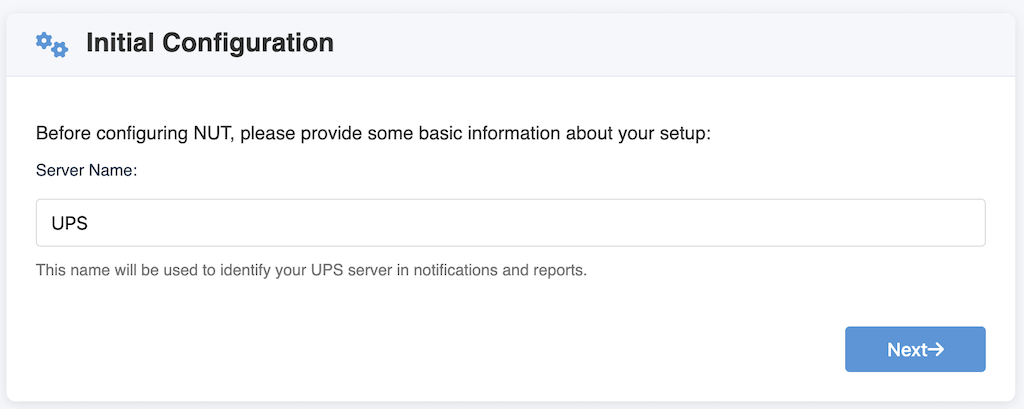 Initial Configuration
Before configuring NUT, please provide some basic information about your setup:
Server Name:
UPS
This name will be used to identify your UPS server in notifications and reports.
Next→